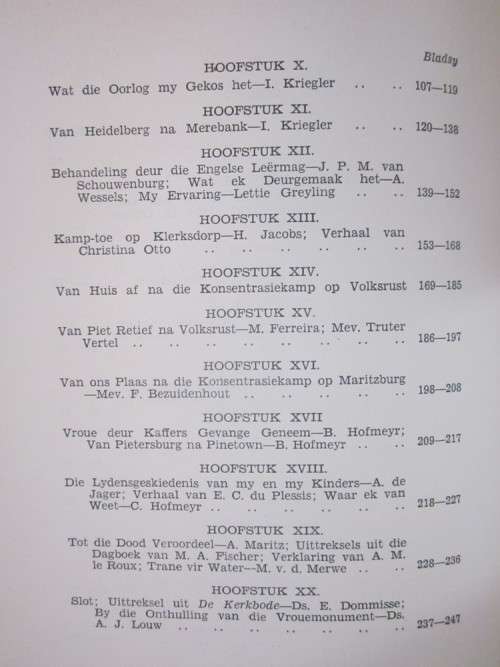 Bladsy
HOOFSTUK X.
Wat die Oorlog my Gekos het—I. Kriegler .. .. 107—119
HOOFSTUK XI.
Van Heidelberg na Merebank—I. Kriegler .. .. 120—138
HOOFSTUK XII.
Behandeling deur die Engelse Leërmag—J. P. M. van
Schouwenburg; Wat ek Deurgemaak het—A.
Wessels; My Ervaring—Lettie Greyling .. .. 139—152
HOOFSTUK XIII.
Kamp-toe op Klerksdorp—H. Jacobs; Verhaal van
Christina Otto .. .. .. .. .. .. 153—168
HOOFSTUK XIV.
Van Huis af na die Konsentrasiekamp op Volksrust 169—185
HOOFSTUK XV.
Van Piet Retief na Volksrust—M. Ferreira; Mev. Truter
Vertel .. .. .. .. .. .. .. .. 186—197
HOOFSTUK XVI.
Van ons Plaas na die Konsentrasiekamp op Maritzburg
—Mev. F. Bezuidenhout .. .. .. .. .. 198—208
HOOFSTUK XVII
Vroue deur Kaffers Gevange Geneem—B. Hofmeyr;
Van Pietersburg na Pinetown—B. Hofmeyr .. .. 209—217
HOOFSTUK XVIII.
Die Lydensgeskiedenis van my en my Kinders—A. de
Jager; Verhaal van E. C. du Plessis; Waar ek van
Weet—C. Hofmeyr .. .. .. .. .. .. 218—227
HOOFSTUK XIX.
Tot die Dood Veroordeel—A. Maritz; Uittreksels uit die
Dagboek van M. A. Fischer; Verklaring van A. M.
le Roux; Trane vir Water—M. v. d. Merwe .. .. 228—236
HOOFSTUK XX.
Slot; Uittreksel uit De Kerkbode—Ds. E. Dommisse;
By die Onthulling van die Vrouemonument—Ds.
A. J. Louw .. .. .. .. .. .. .. 237—247